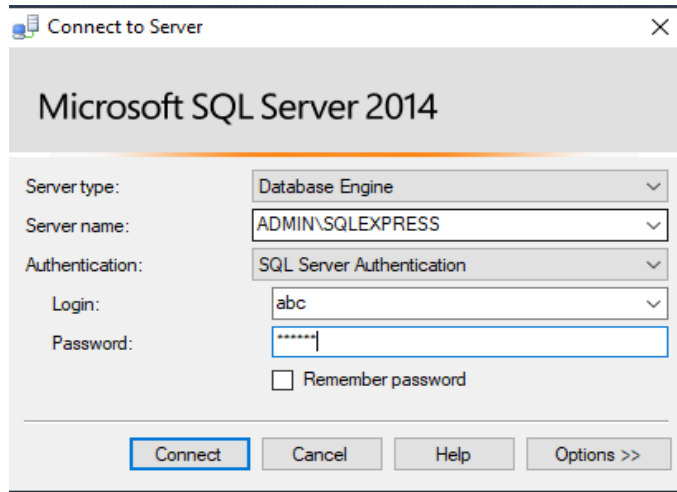 Connect to Server
Microsoft SQL Server 2014
Server type: Database Engine
Server name: ADMIN\SQLEXPRESS
Authentication: SQL Server Authentication
Login: abc
Password: ******
Remember password
Connect Cancel Help Options >>